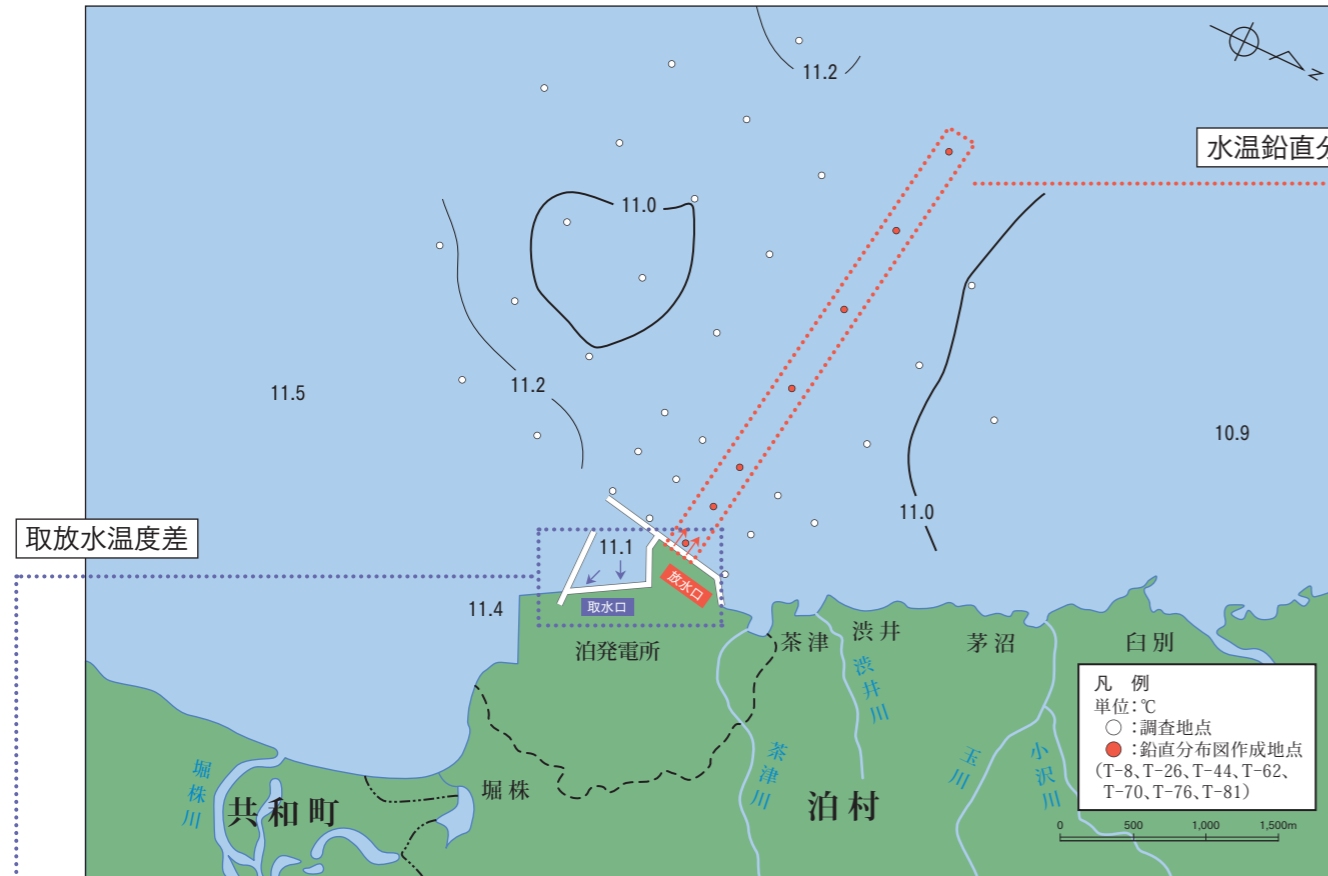 11.2
N
水温鉛直分
11.0
11.2
11.5
10.9
11.0
取放水温度差
11.1
放水口
取水口
11.4
泊発電所
茶津
渋井
茅沼
臼別
渋井川
茶津川
玉川
小沢川
堀株川
共和町
堀株
泊村
凡 例
単位:℃
○:調査地点
●:鉛直分布図作成地点
(T-8、T-26、T-44、T-62、
T-70、T-76、T-81)
0 500 1,000 1,500m